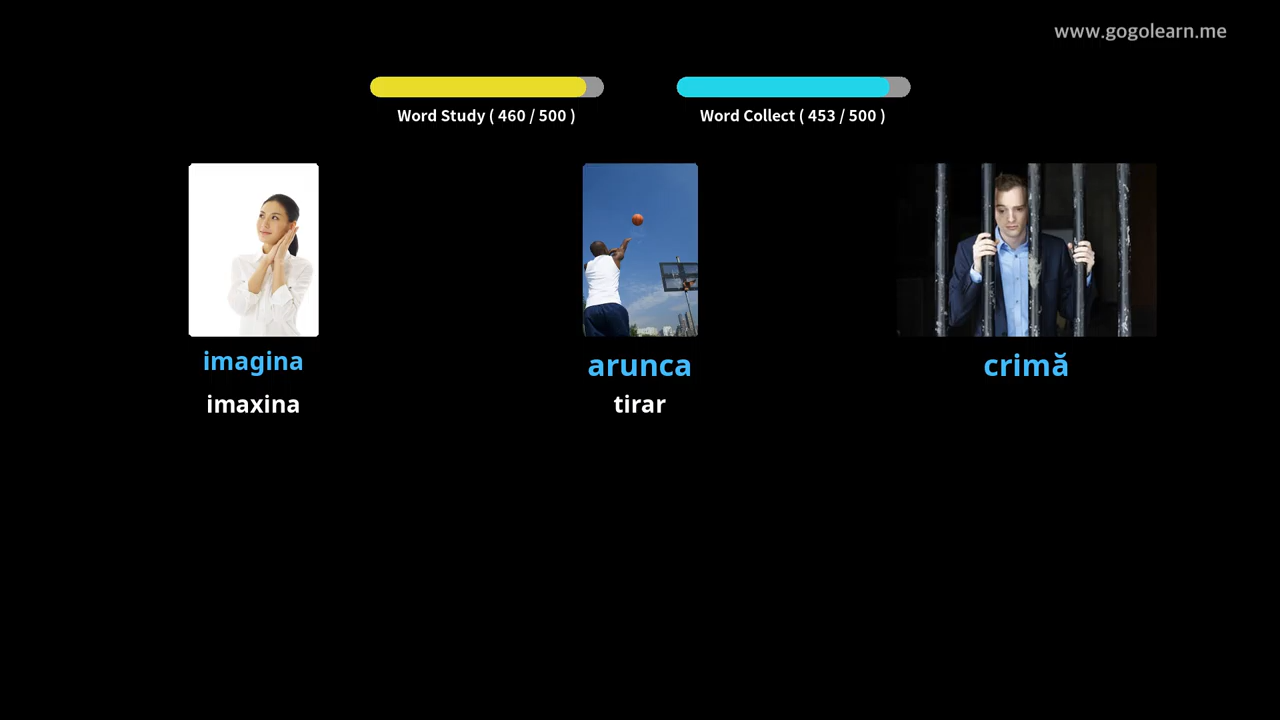 www.gogolearn.me
Word Study ( 460 / 500 )
Word Collect ( 453 / 500 )
imagina
arunca
crimă
imaxina
tirar